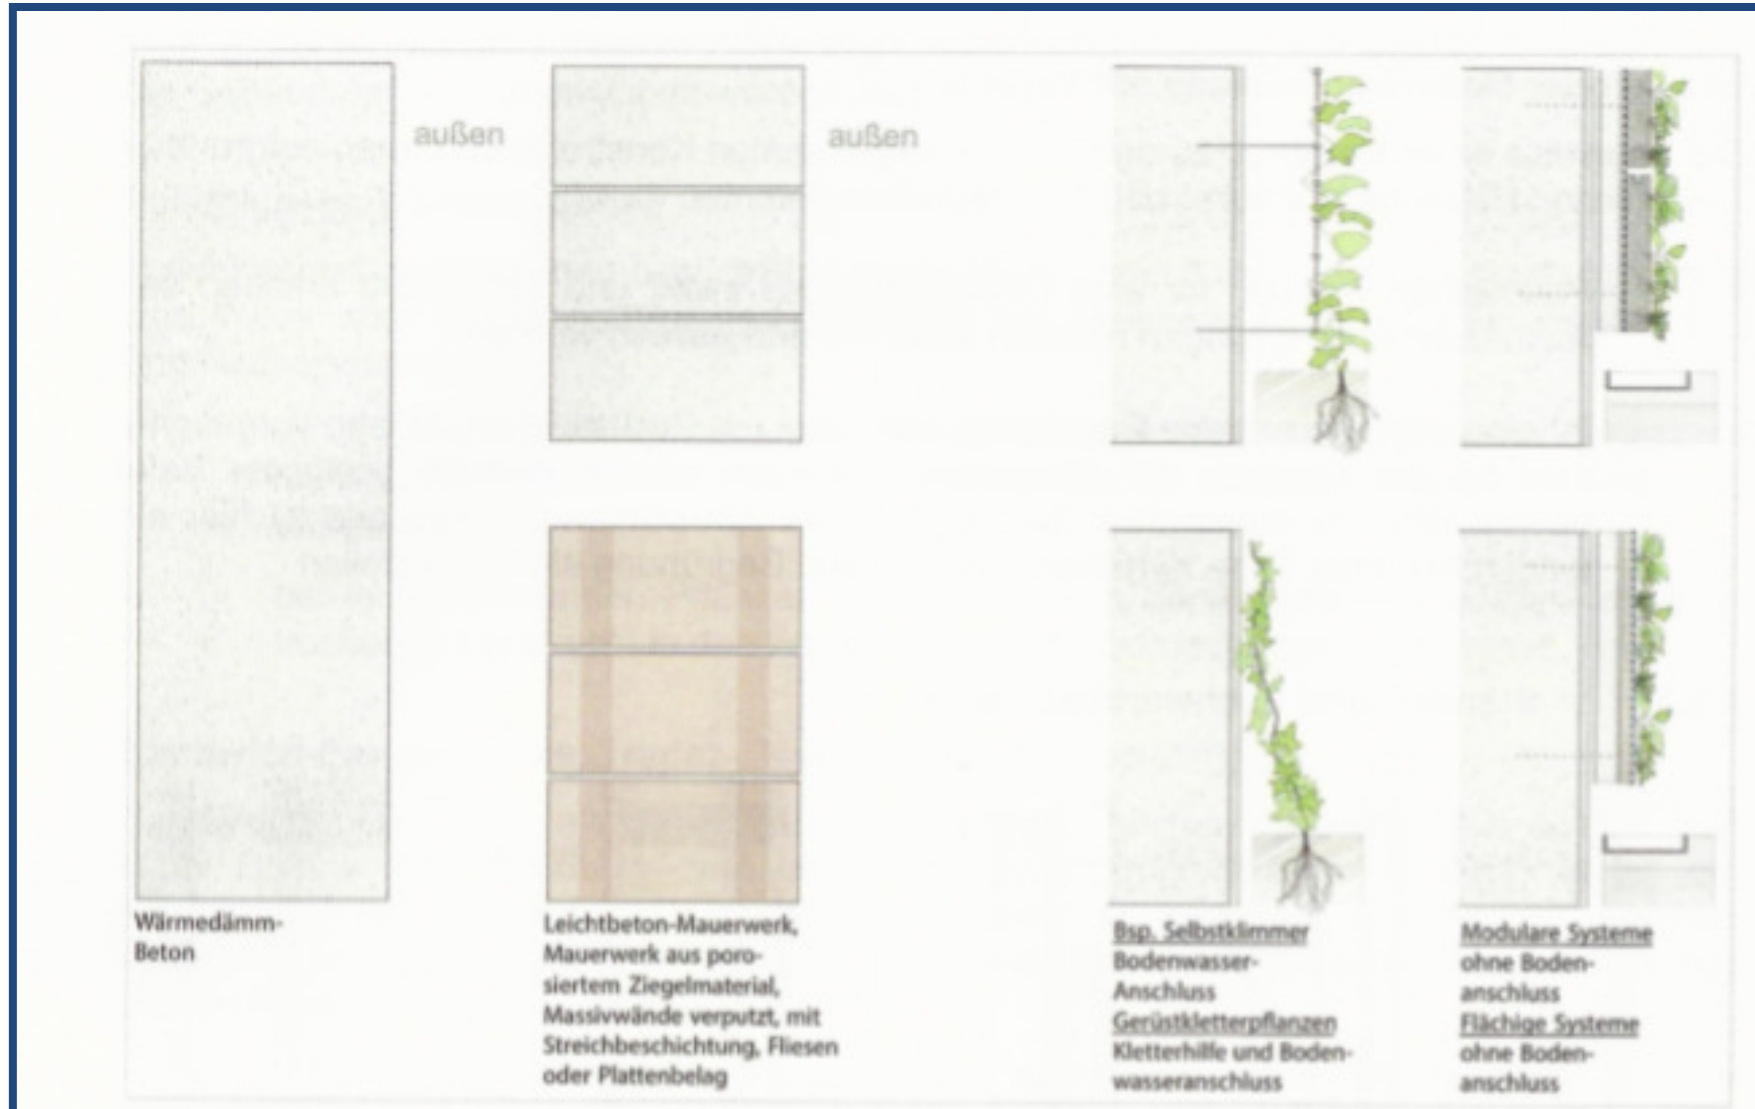 außen
außen
Wärmedämm-
Beton
Leichtbeton-Mauerwerk,
Mauerwerk aus poro-
siertem Ziegelmaterial,
Massivwände verputzt, mit
Streichbeschichtung, Fliesen
oder Plattenbelag
Bsp. Selbstklimmer
Bodenwasser-
Anschluss
Gerüstkletterpflanzen
Kletterhilfe und Boden-
wasseranschluss
Modulare Systeme
ohne Boden-
anschluss
Flächige Systeme
ohne Boden-
anschluss